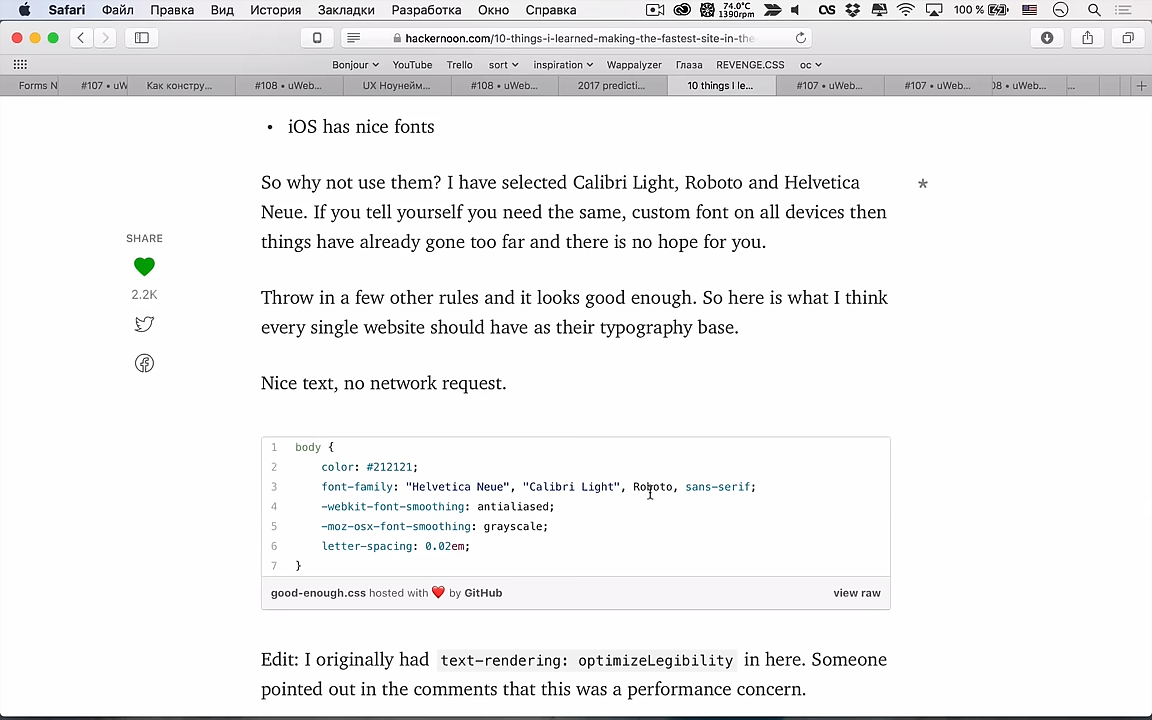 Safari Файл Правка Вид История Закладки Разработка Окно Справка 74.0°C 1390rpm 100 %
hackernoon.com/10-things-i-learned-making-the-fastest-site-in-the
Bonjour YouTube Trello sort inspiration Wappalyzer Глаза REVENGE.CSS oc
Forms N #107 • uW Как констру... #108 • uWeb... UX Ноунейм... #108 • uWeb... 2017 predicti... 10 things I le... #107 • uWeb... #107 • uWeb... 08 • uWeb... ...
• iOS has nice fonts
So why not use them? I have selected Calibri Light, Roboto and Helvetica *
Neue. If you tell yourself you need the same, custom font on all devices then
things have already gone too far and there is no hope for you.
SHARE
2.2K
Throw in a few other rules and it looks good enough. So here is what I think
every single website should have as their typography base.
Nice text, no network request.
1 body {
2 color: #212121;
3 font-family: "Helvetica Neue", "Calibri Light", Roboto, sans-serif;
4 -webkit-font-smoothing: antialiased;
5 -moz-osx-font-smoothing: grayscale;
6 letter-spacing: 0.02em;
7 }
good-enough.css hosted with ❤ by GitHub view raw
Edit: I originally had text-rendering: optimizeLegibility in here. Someone
pointed out in the comments that this was a performance concern.